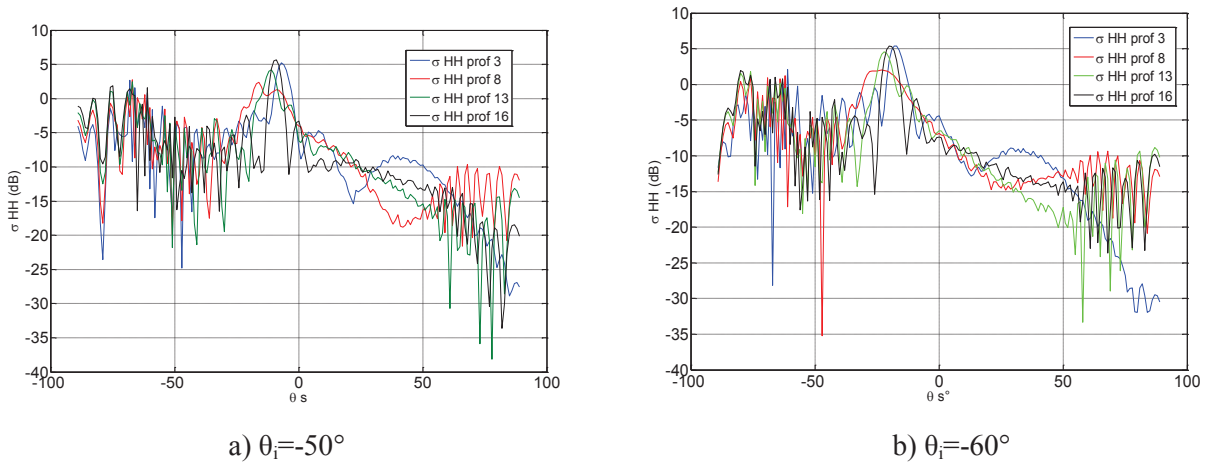 10
5
0
-5
-10
-15
-20
-25
-30
-35
-40
σ HH (dB)
σ HH prof 3
σ HH prof 8
σ HH prof 13
σ HH prof 16
-100
-50
0
50
100
θ s
a) θi=-50°
10
5
0
-5
-10
-15
-20
-25
-30
-35
-40
σ HH (dB)
σ HH prof 3
σ HH prof 8
σ HH prof 13
σ HH prof 16
-100
-50
0
50
100
θ s°
b) θi=-60°